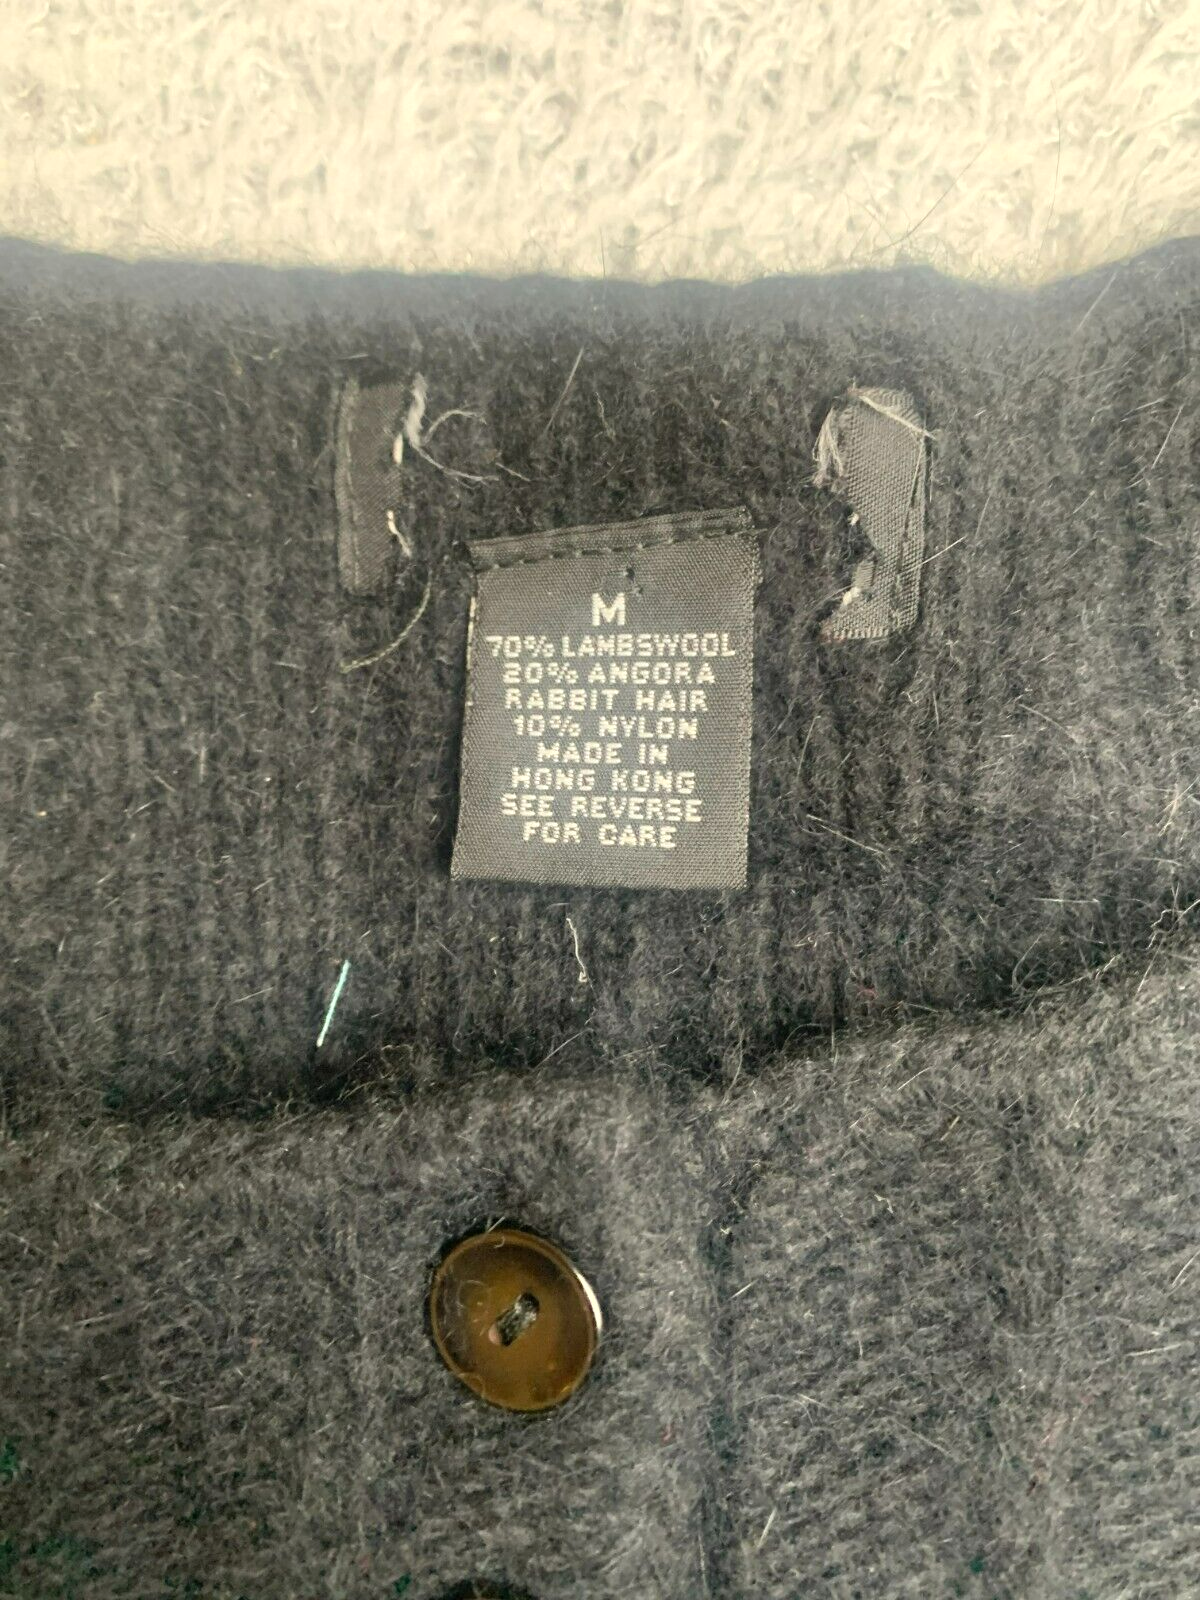 M
70% LAMBSWOOL
20% ANGORA
RABBIT HAIR
10% NYLON
MADE IN
HONG KONG
SEE REVERSE
FOR CARE